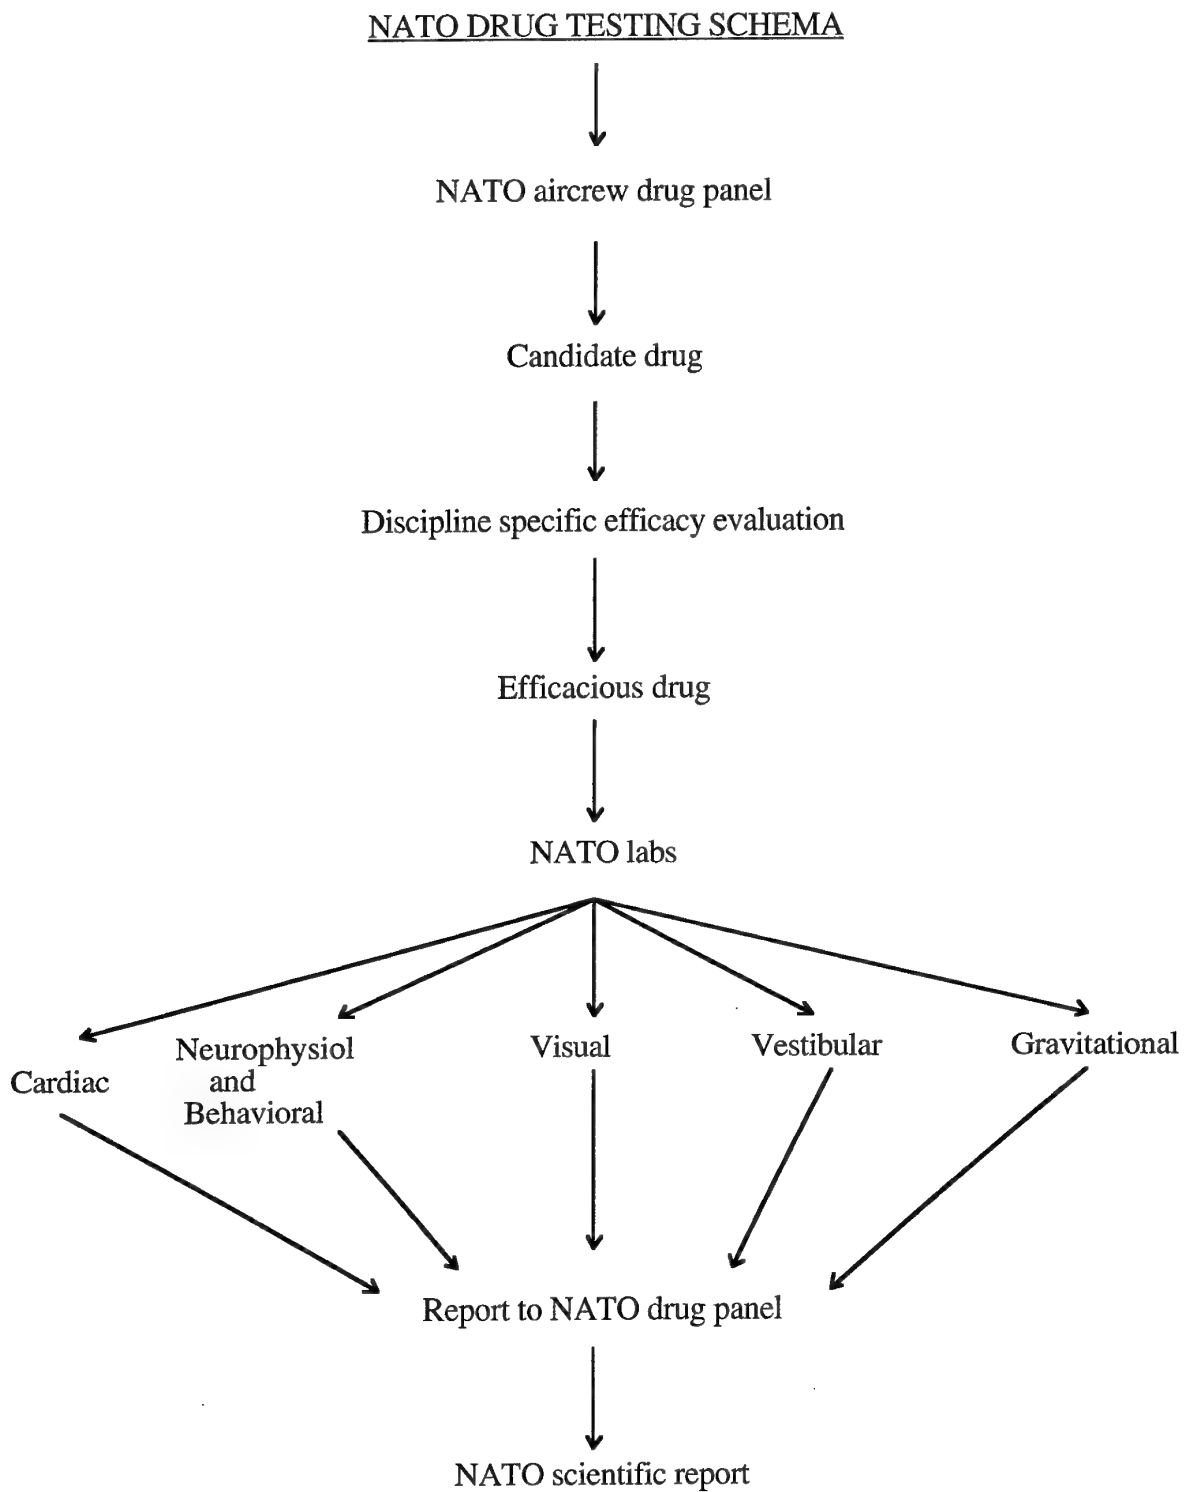 NATO DRUG TESTING SCHEMA
NATO aircrew drug panel
Candidate drug
Discipline specific efficacy evaluation
Efficacious drug
NATO labs
Cardiac
Neurophysiol
and
Behavioral
Visual
Vestibular
Gravitational
Report to NATO drug panel
NATO scientific report